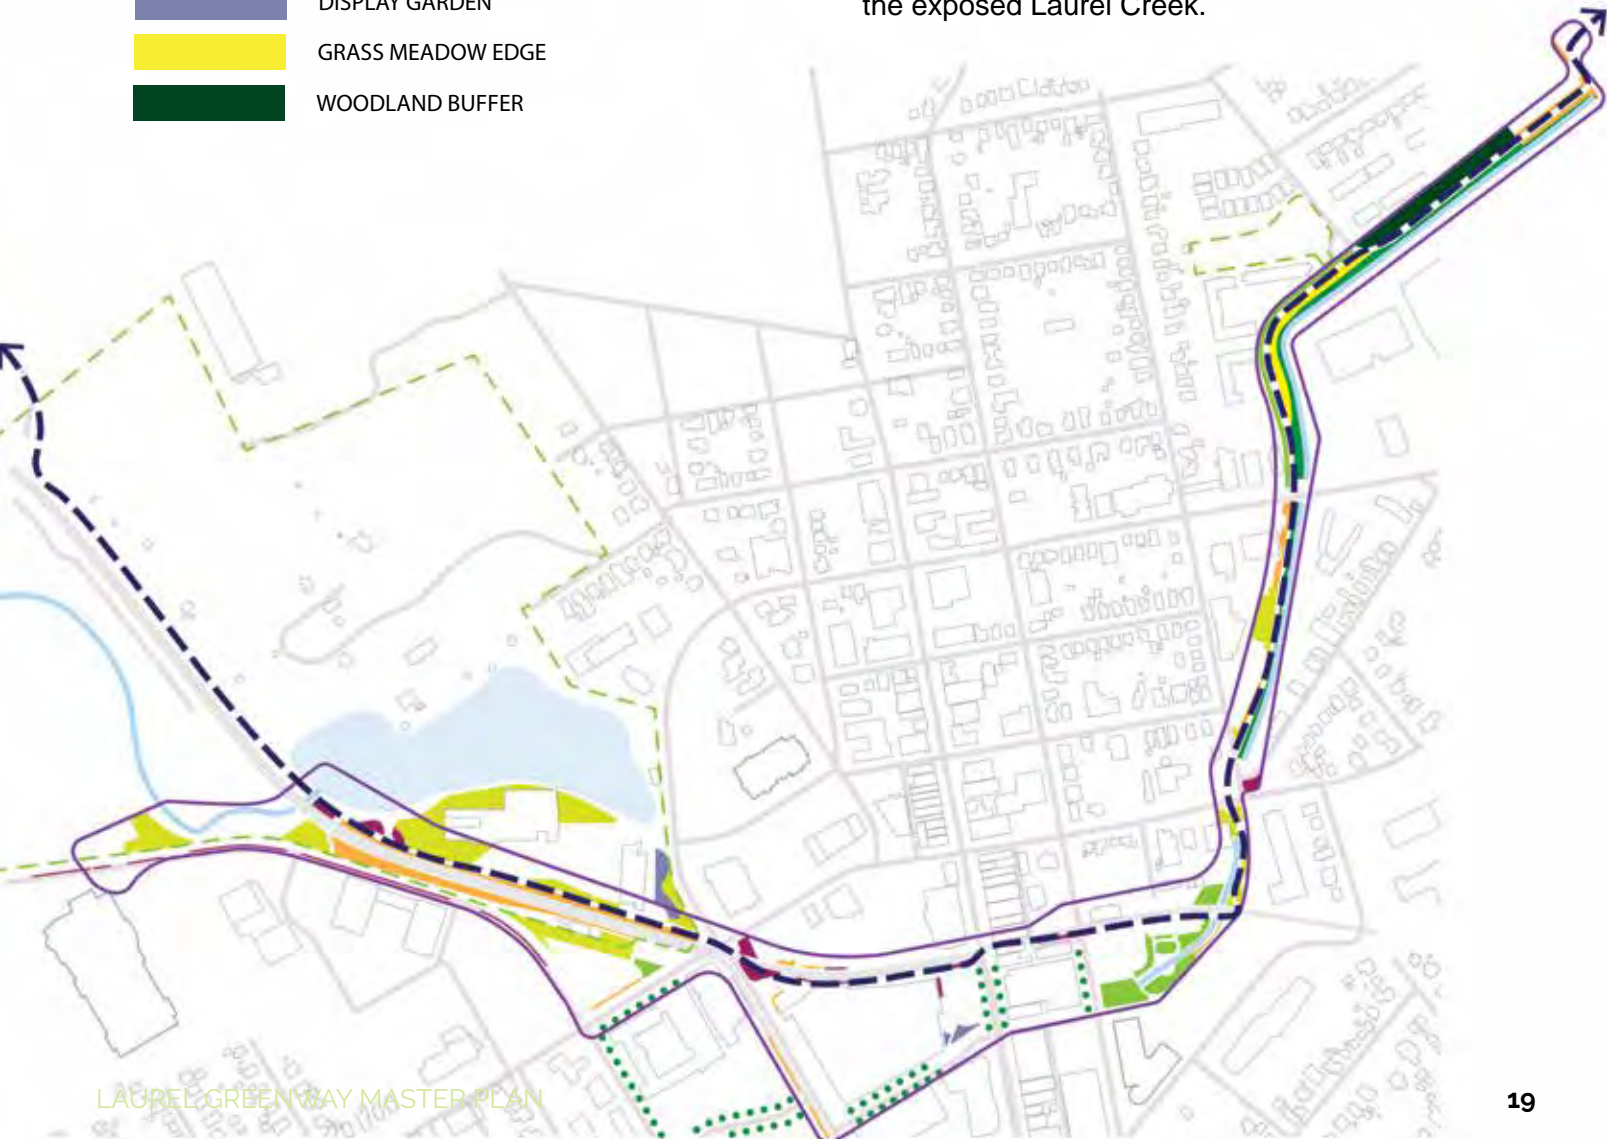 DISPLAY GARDEN
the exposed Laurel Creek.
GRASS MEADOW EDGE
WOODLAND BUFFER
LAUREL GREENWAY MASTER PLAN
19